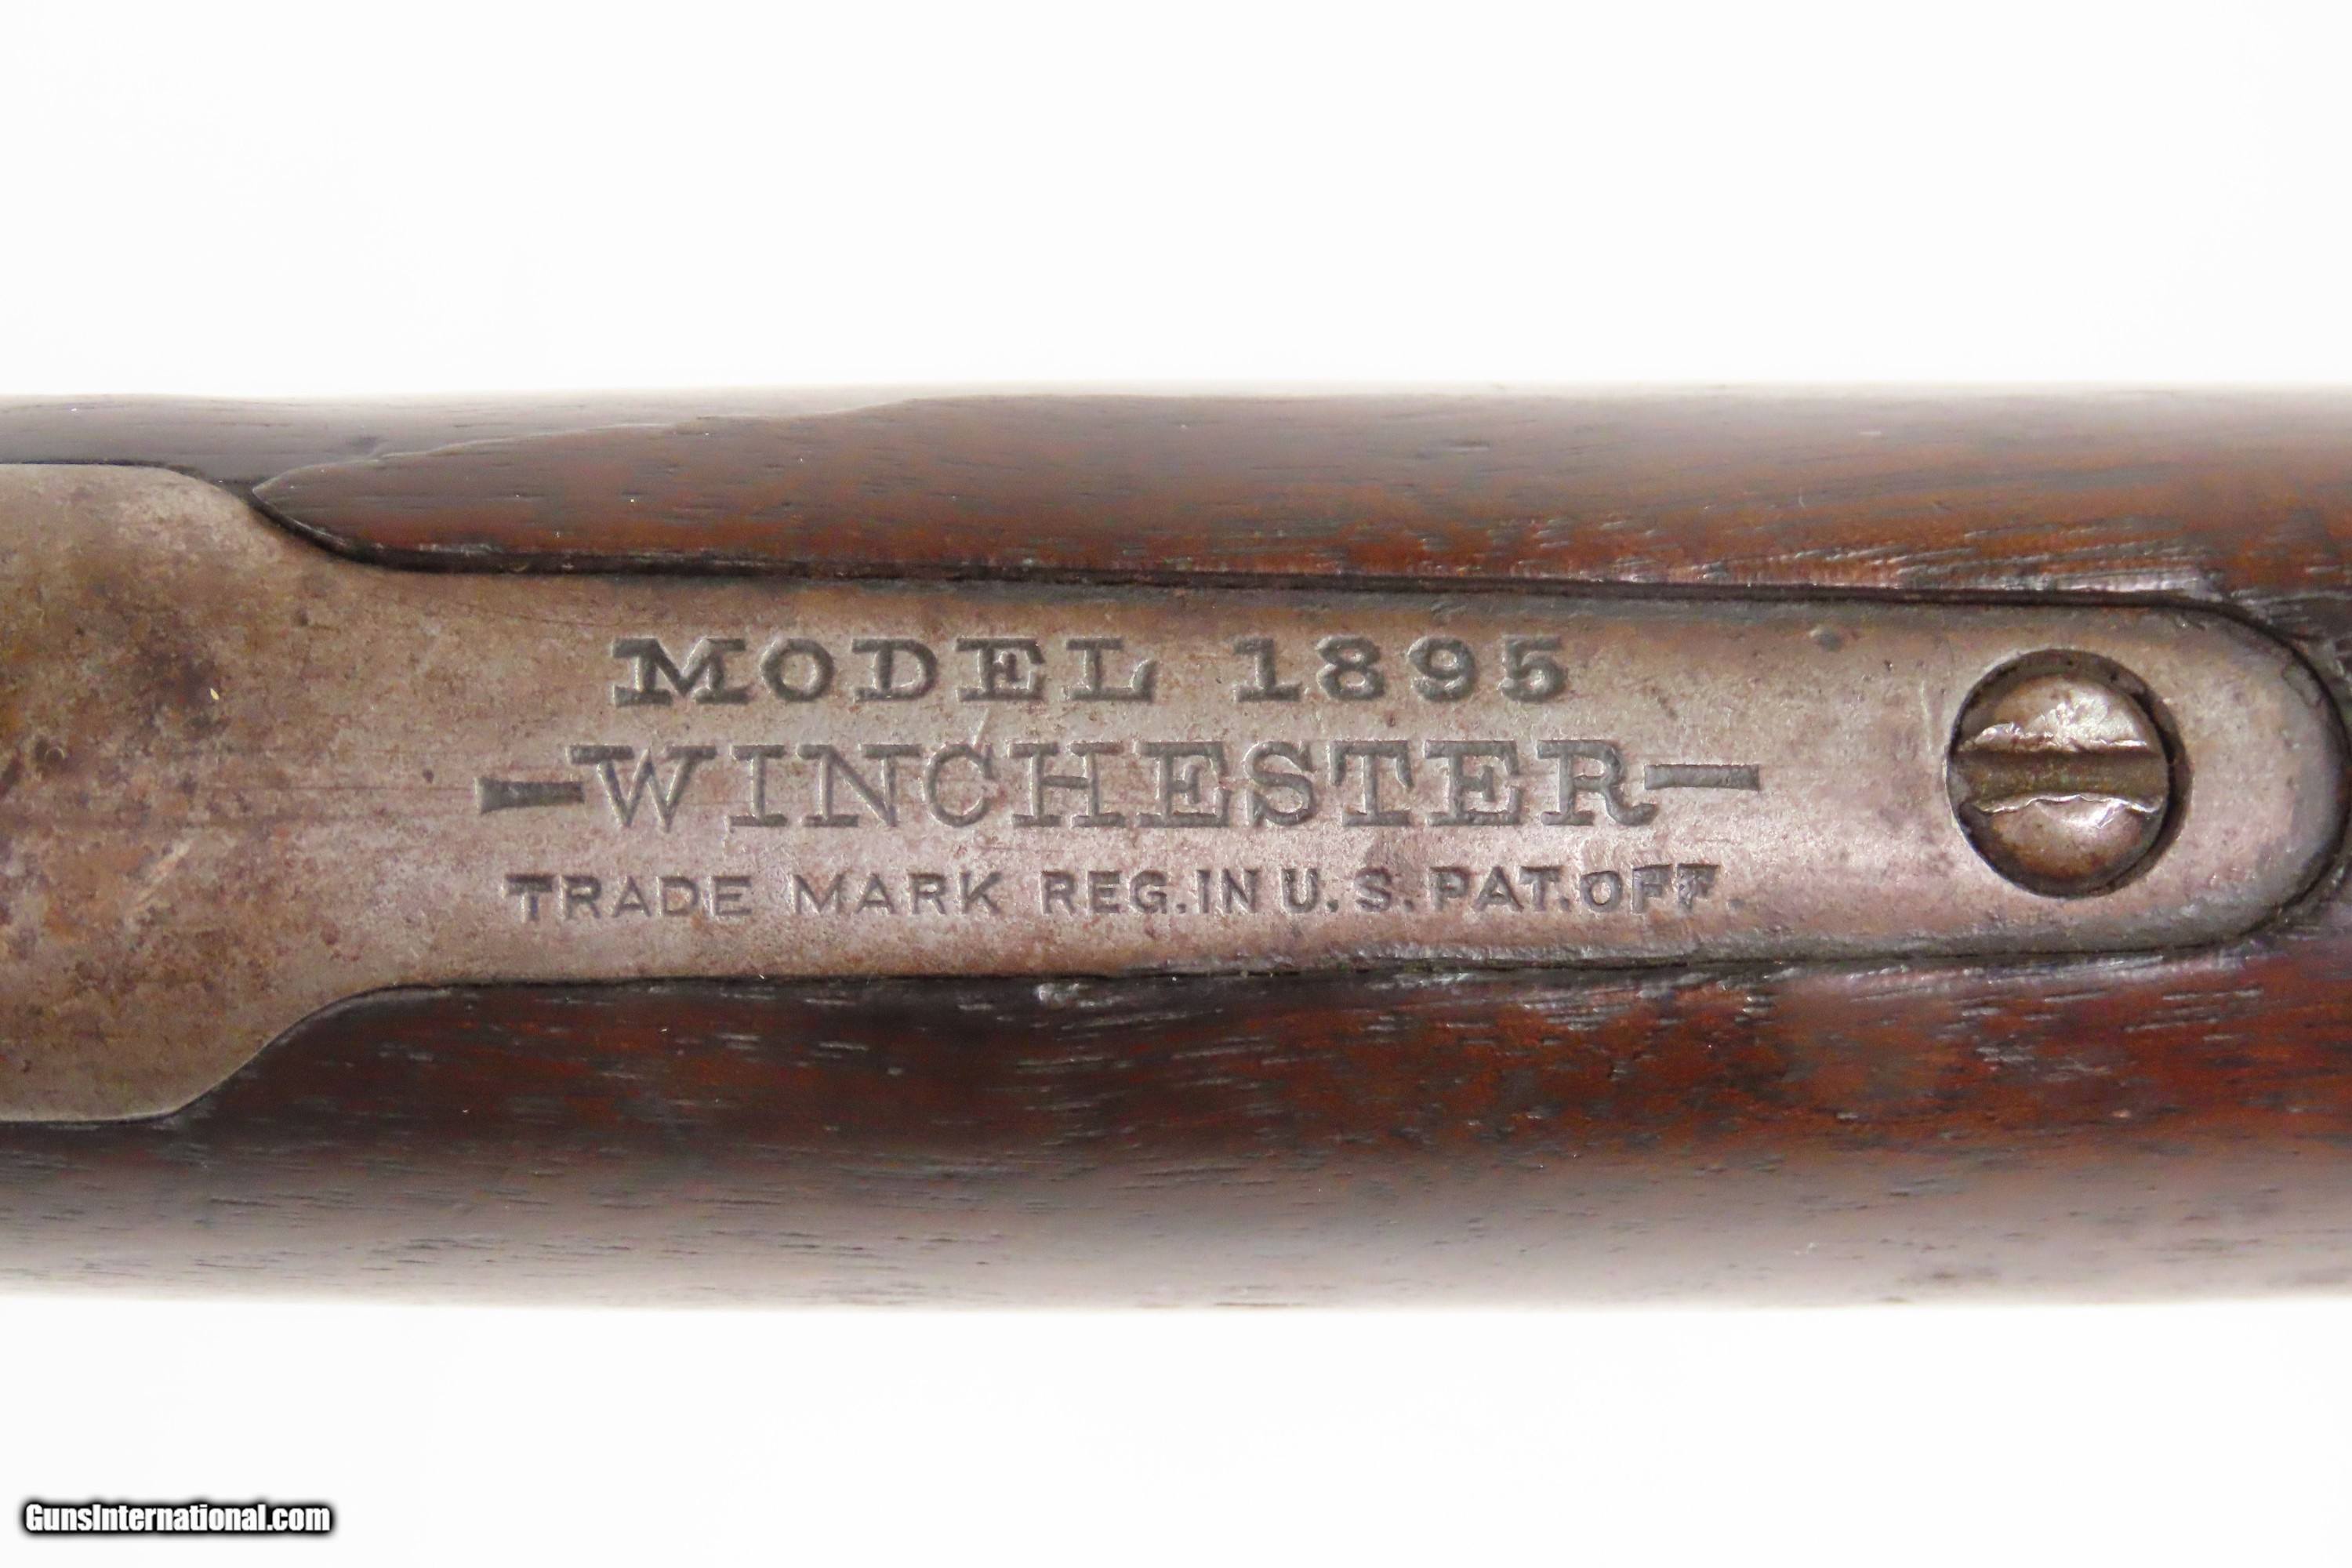 MODEL 1895
-WINCHESTER-
TRADE MARK REG. IN U. S. PAT. OFF.
GunsInternational.com